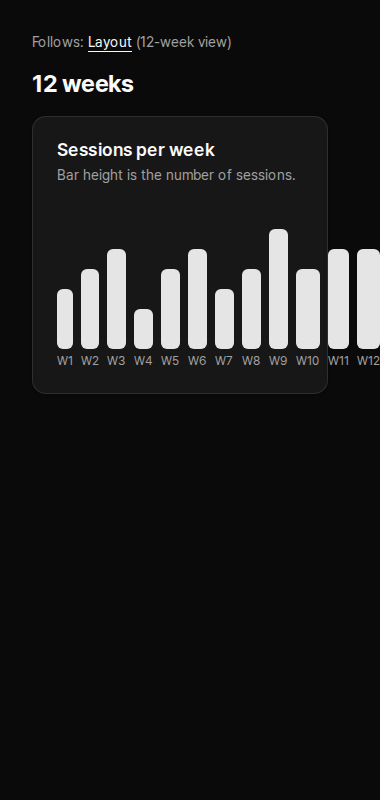 Follows: Layout (12-week view)
12 weeks
Sessions per week
Bar height is the number of sessions.
W1 W2 W3 W4 W5 W6 W7 W8 W9 W10 W11 W12